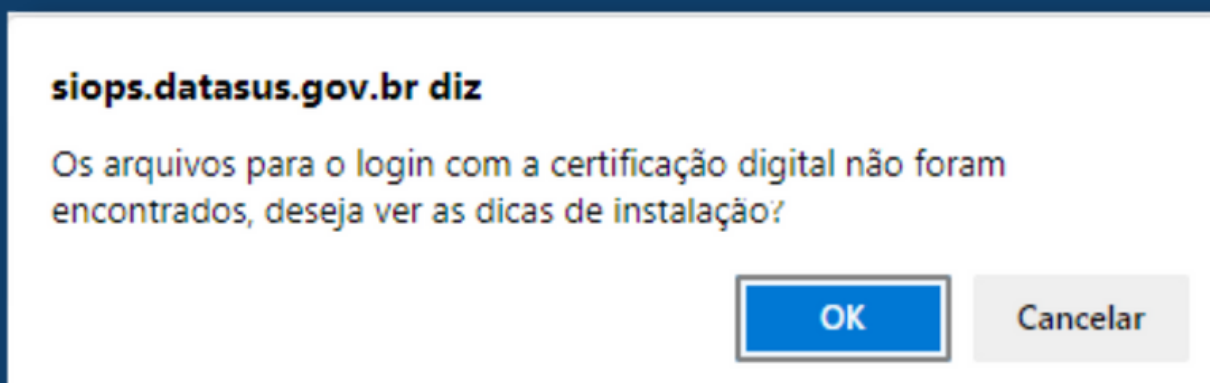 siops.datasus.gov.br diz
Os arquivos para o login com a certificação digital não foram
encontrados, deseja ver as dicas de instalação?
OK
Cancelar